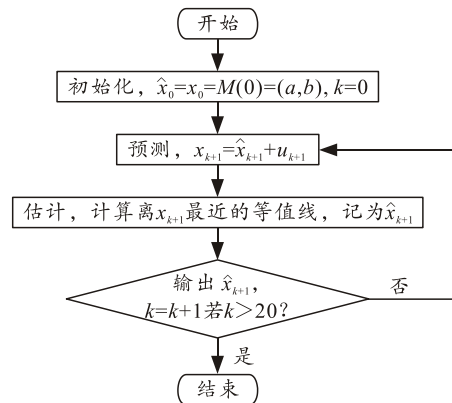 开始
初始化，x̂₀=x₀=M(0)=(a,b), k=0
预测，xₖ₊₁=x̂ₖ₊₁+uₖ₊₁
估计，计算离xₖ₊₁最近的等值线，记为x̂ₖ₊₁
输出 x̂ₖ₊₁,
k=k+1若k＞20？
否
是
结束